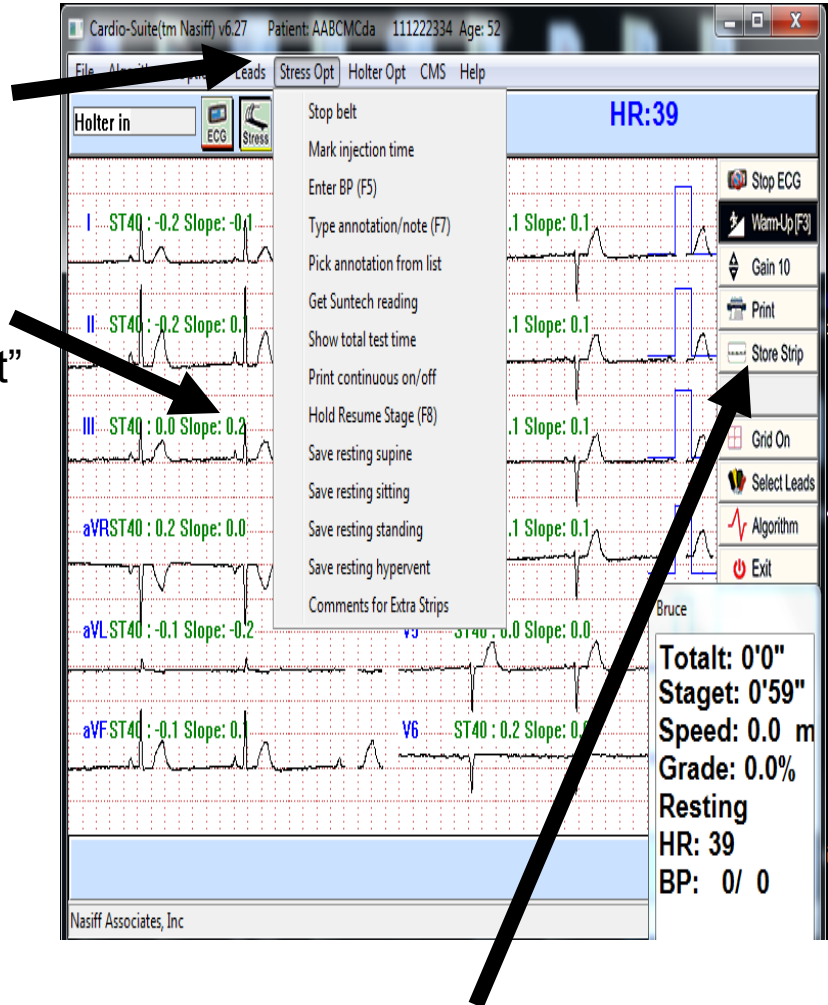 Cardio-Suite(tm Nasiff) v6.27 Patient: AABCMCda 111222334 Age: 52
File Leads Stress Opt Holter Opt CMS Help
Holter in ECG Stress HR:39
Stop belt
Mark injection time
Enter BP (F5)
Type annotation/note (F7)
Pick annotation from list
Get Suntech reading
Show total test time
Print continuous on/off
Hold Resume Stage (F8)
Save resting supine
Save resting sitting
Save resting standing
Save resting hypervent
Comments for Extra Strips
I ST40 : -0.2 Slope: -0.1 .1 Slope: 0.1
II ST40 : -0.2 Slope: 0. .1 Slope: 0.1
t”
III ST40 : 0.0 Slope: 0.2 .1 Slope: 0.1
aVR ST40 : 0.2 Slope: 0.0 .1 Slope: 0.1
aVL ST40 : -0.1 Slope: -0.2 V5 ST40 : 0.0 Slope: 0.0
aVF ST40 : -0.1 Slope: 0. V6 ST40 : 0.2 Slope:
Stop ECG
Warm-Up [F3]
Gain 10
Print
Store Strip
Grid On
Select Leads
Algorithm
Exit
Bruce
Totalt: 0'0"
Staget: 0'59"
Speed: 0.0 m
Grade: 0.0%
Resting
HR: 39
BP: 0/ 0
Nasiff Associates, Inc